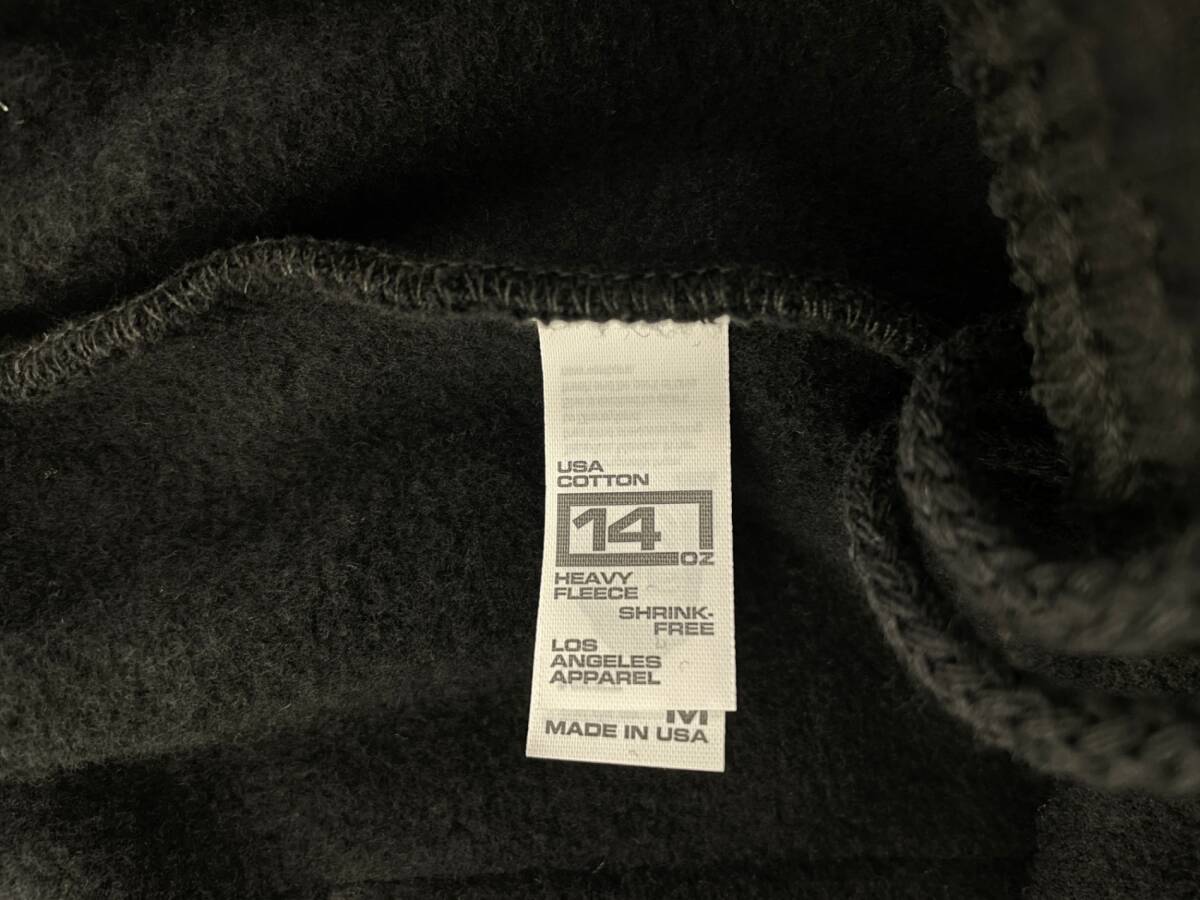 USA
COTTON
14
OZ
HEAVY
FLEECE
SHRINK-
FREE
LOS
ANGELES
APPAREL
M
MADE IN USA